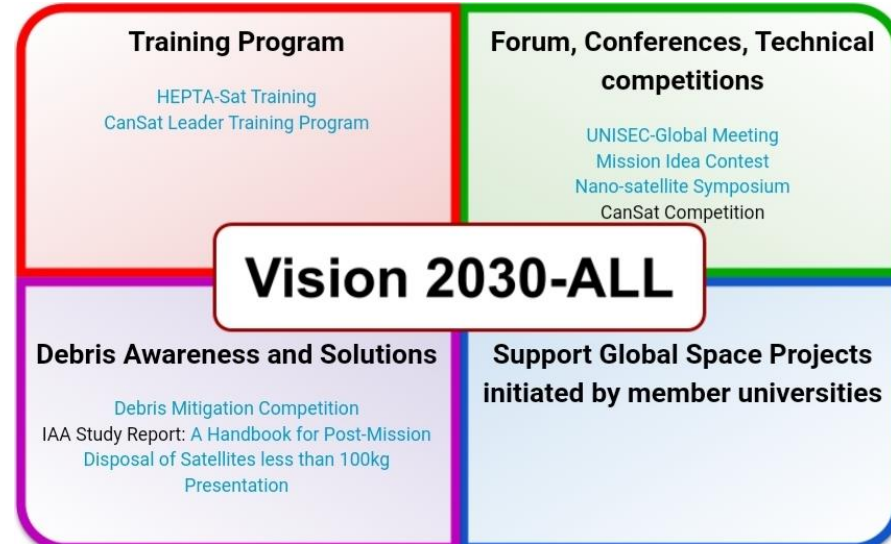 Training Program
HEPTA-Sat Training
CanSat Leader Training Program
Forum, Conferences, Technical
competitions
UNISEC-Global Meeting
Mission Idea Contest
Nano-satellite Symposium
CanSat Competition
Vision 2030-ALL
Debris Awareness and Solutions
Debris Mitigation Competition
IAA Study Report: A Handbook for Post-Mission
Disposal of Satellites less than 100kg
Presentation
Support Global Space Projects
initiated by member universities